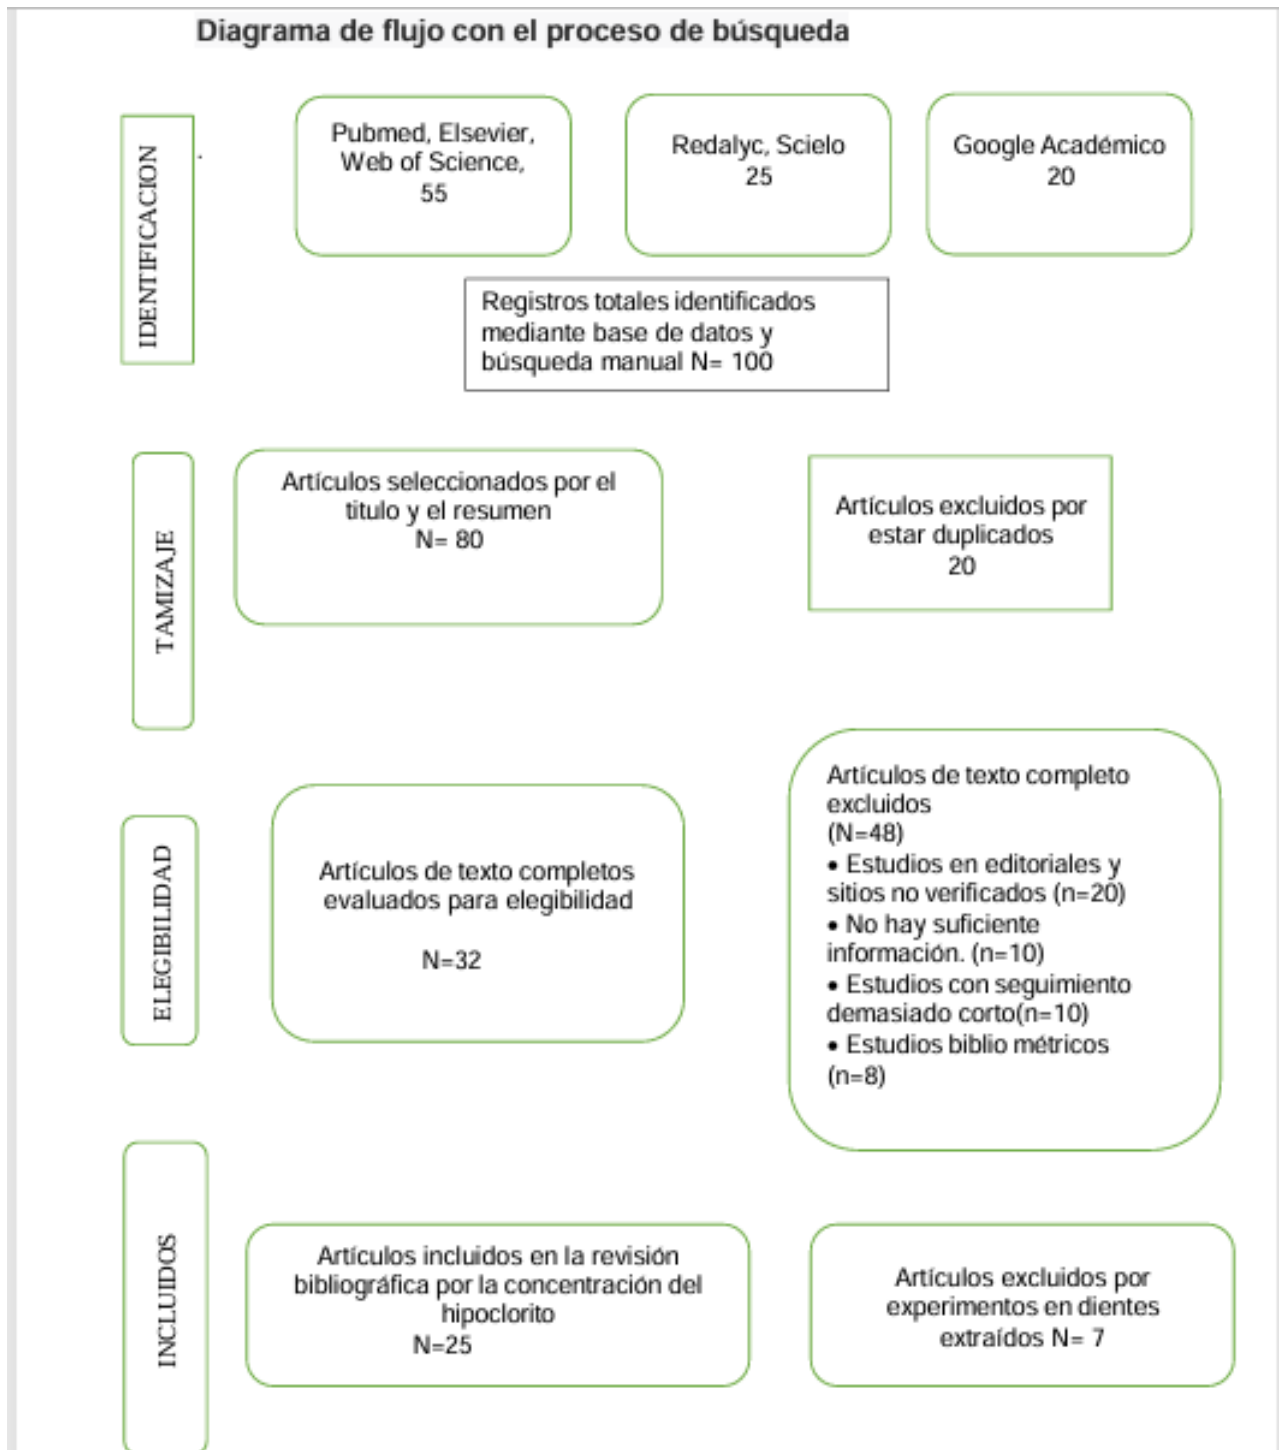 Diagrama de flujo con el proceso de búsqueda
IDENTIFICACION
Pubmed, Elsevier,
Web of Science,
55
Redalyc, Scielo
25
Google Académico
20
Registros totales identificados
mediante base de datos y
búsqueda manual N= 100
TAMIZAJE
Artículos seleccionados por el
titulo y el resumen
N= 80
Artículos excluidos por
estar duplicados
20
ELEGIBILIDAD
Artículos de texto completos
evaluados para elegibilidad
N=32
Artículos de texto completo
excluidos
(N=48)
• Estudios en editoriales y
sitios no verificados (n=20)
• No hay suficiente
información. (n=10)
• Estudios con seguimiento
demasiado corto(n=10)
• Estudios biblio métricos
(n=8)
INCLUIDOS
Artículos incluidos en la revisión
bibliográfica por la concentración del
hipoclorito
N=25
Artículos excluidos por
experimentos en dientes
extraídos N= 7